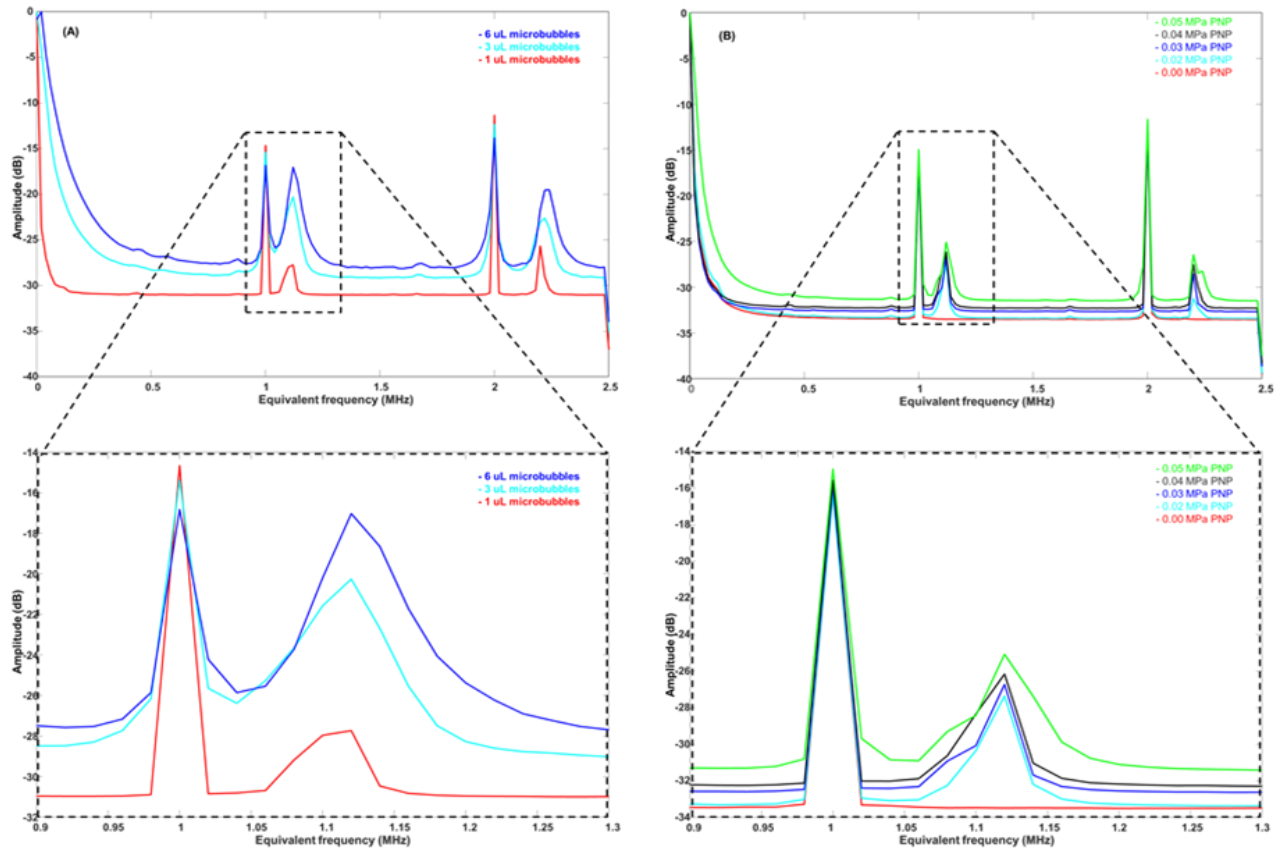 (A)
- 6 uL microbubbles
- 3 uL microbubbles
- 1 uL microbubbles
0
-5
-10
-15
-20
-25
-30
-35
-40
Amplitude (dB)
0
0.5
1
1.5
2
2.5
Equivalent frequency (MHz)
(B)
- 0.05 MPa PNP
- 0.04 MPa PNP
- 0.03 MPa PNP
- 0.02 MPa PNP
- 0.00 MPa PNP
0
-5
-10
-15
-20
-25
-30
-35
-40
Amplitude (dB)
0
0.5
1
1.5
2
2.5
Equivalent frequency (MHz)
- 6 uL microbubbles
- 3 uL microbubbles
- 1 uL microbubbles
-14
-16
-18
-20
-22
-24
-26
-28
-30
-32
Amplitude (dB)
0.9
0.95
1
1.05
1.1
1.15
1.2
1.25
1.3
Equivalent frequency (MHz)
- 0.05 MPa PNP
- 0.04 MPa PNP
- 0.03 MPa PNP
- 0.02 MPa PNP
- 0.00 MPa PNP
-14
-16
-18
-20
-22
-24
-26
-28
-30
-32
-34
Amplitude (dB)
0.9
0.95
1
1.05
1.1
1.15
1.2
1.25
1.3
Equivalent frequency (MHz)